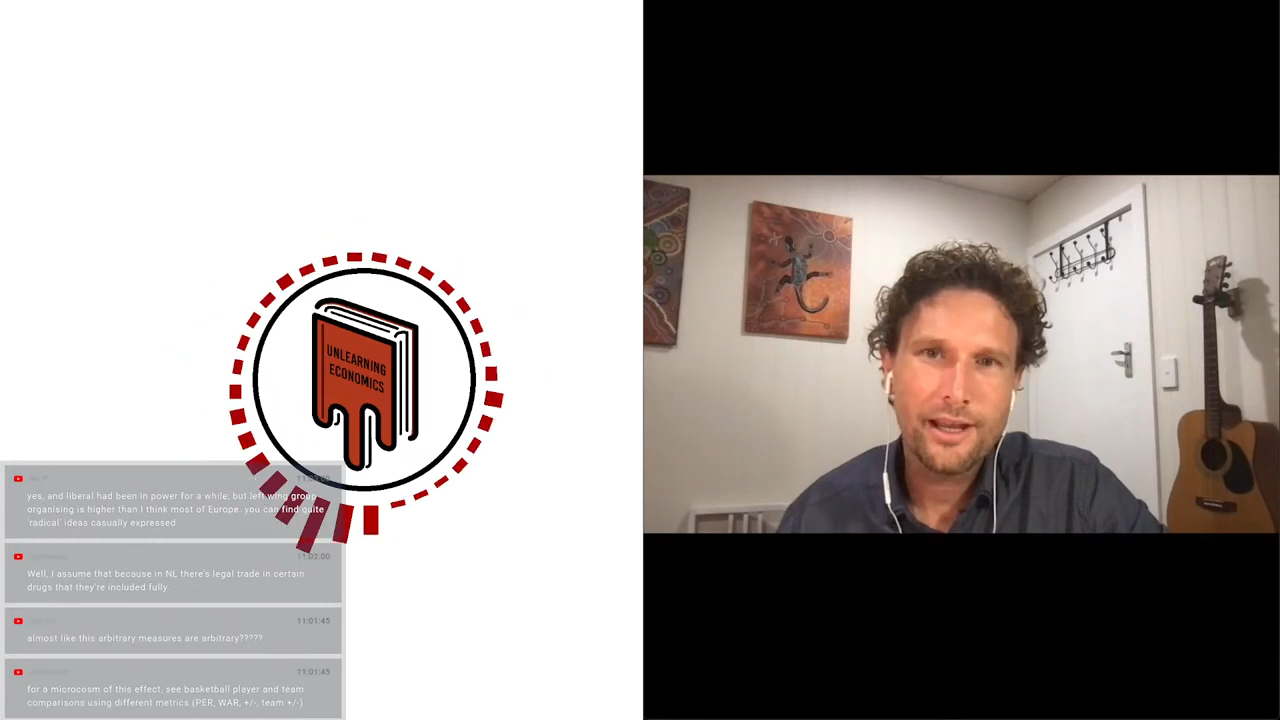 UNLEARNING
ECONOMICS
yes, and liberal had been in power for a while, but left wing group
organising is higher than I think most of Europe. you can find quite
'radical' ideas casually expressed
11:02:00
Well, I assume that because in NL there's legal trade in certain
drugs that they're included fully.
11:01:45
almost like this arbitrary measures are arbitrary?????
11:01:45
for a microcosm of this effect, see basketball player and team
comparisons using different metrics (PER, WAR, +/-, team +/-)